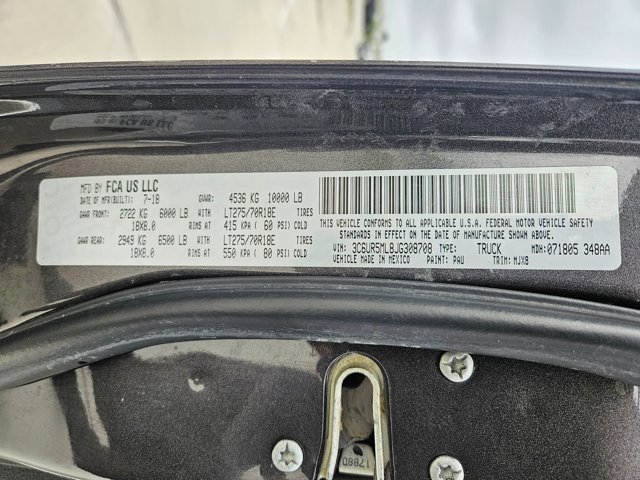 MFD BY FCA US LLC
DATE OF MFR(BUILT): 7-18 GVWR: 4536 KG 10000 LB
GAWR FRONT: 2722 KG 6000 LB WITH LT275/70R18E TIRES
18X8.0 RIMS AT 415 KPA ( 60 PSI) COLD
GAWR REAR: 2948 KG 6500 LB WITH LT275/70R18E TIRES
18X8.0 RIMS AT 550 KPA ( 80 PSI) COLD
THIS VEHICLE CONFORMS TO ALL APPLICABLE U.S.A. FEDERAL MOTOR VEHICLE SAFETY
STANDARDS IN EFFECT ON THE DATE OF MANUFACTURE SHOWN ABOVE
VIN: 3C6UR5ML8JG308708 TYPE: TRUCK MDH: 071805 348AA
VEHICLE MADE IN MEXICO PAINT: PAU TRIM: MJX8